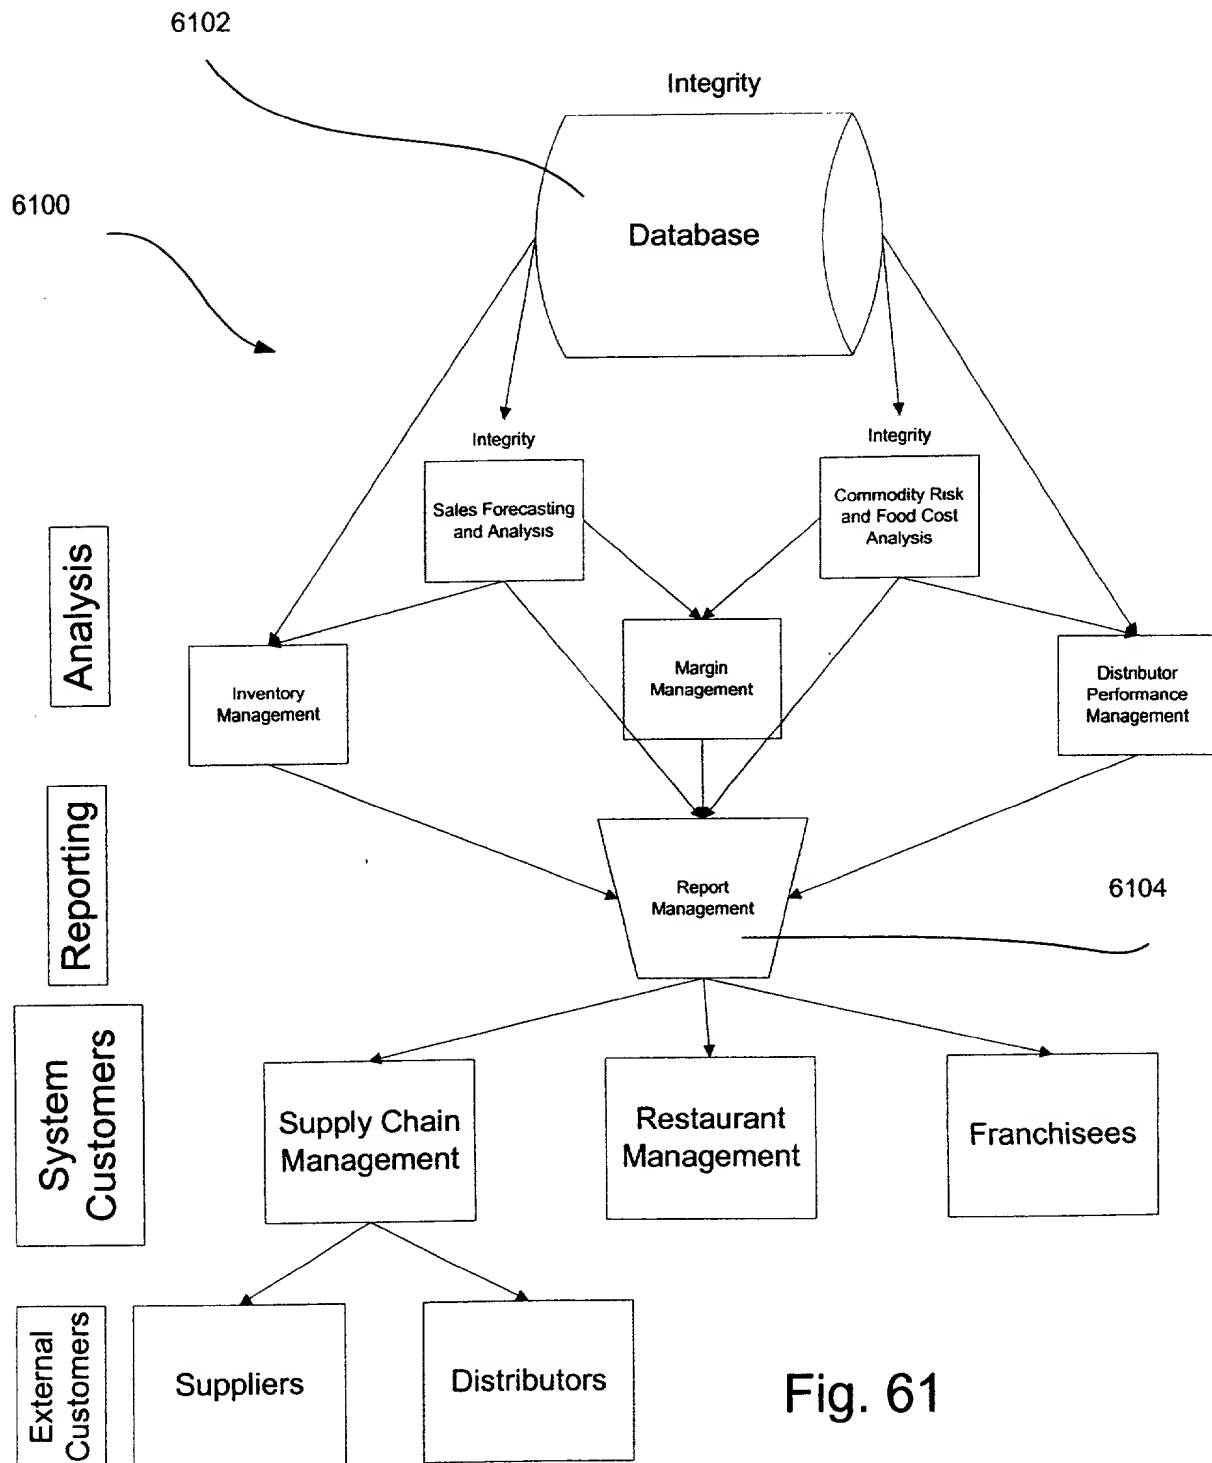 6102
Integrity
6100
Database
Integrity
Integrity
Sales Forecasting
and Analysis
Commodity Risk
and Food Cost
Analysis
Analysis
Inventory
Management
Margin
Management
Distributor
Performance
Management
Reporting
Report
Management
6104
System
Customers
Supply Chain
Management
Restaurant
Management
Franchisees
External
Customers
Suppliers
Distributors
Fig. 61